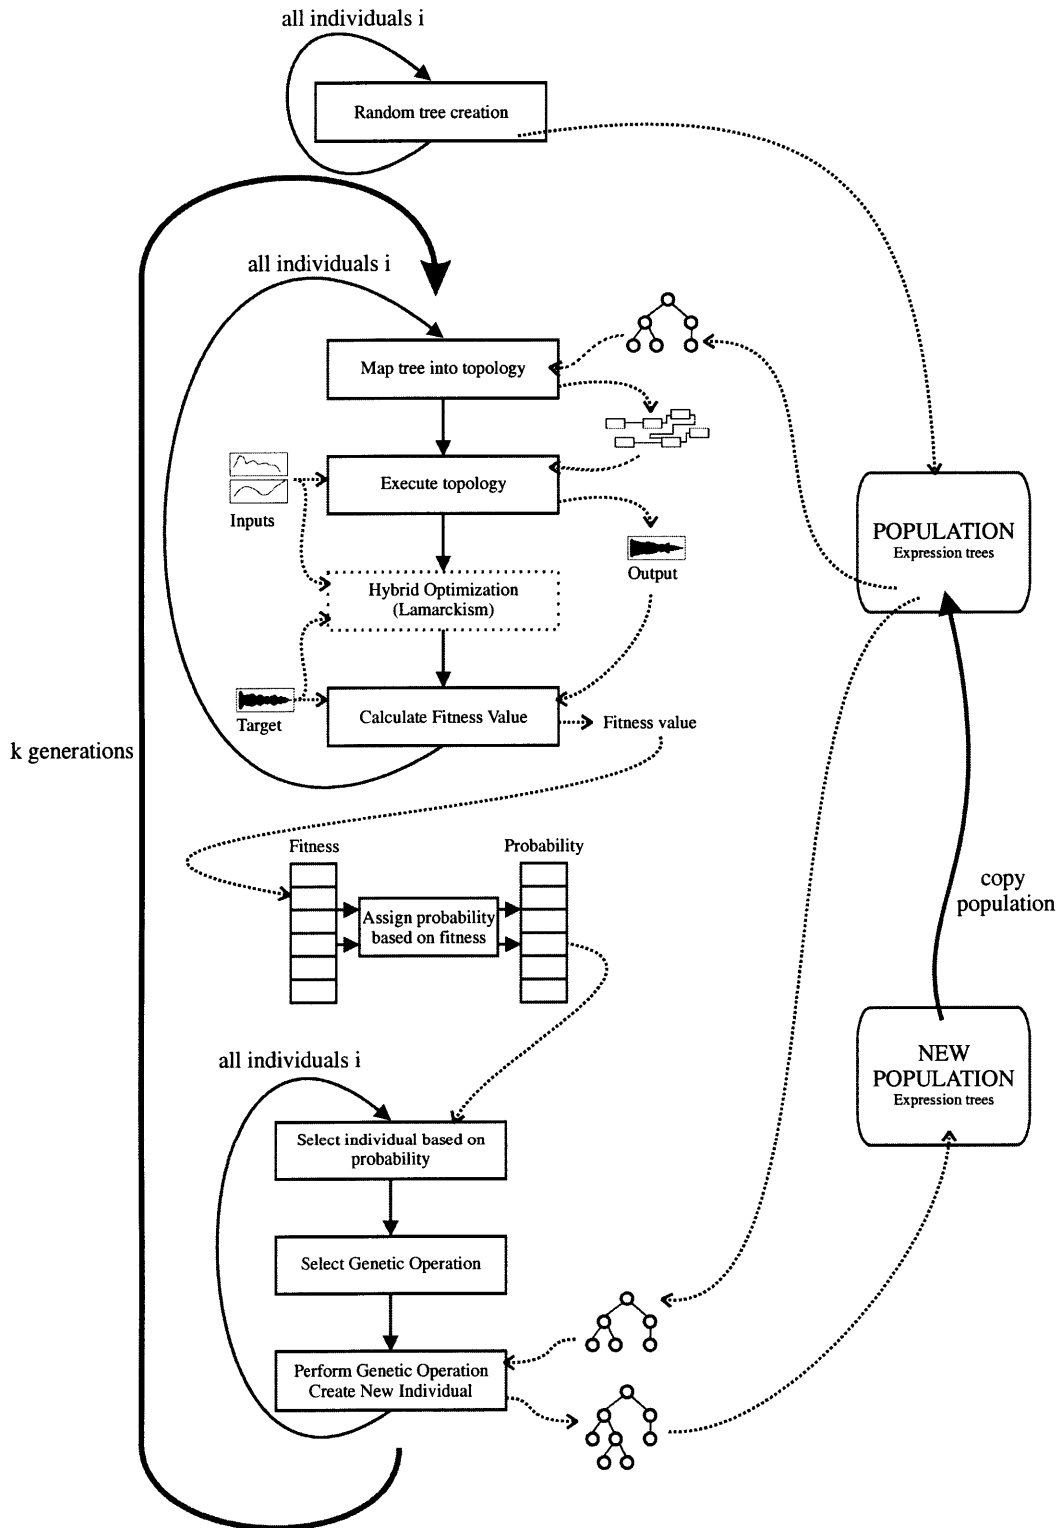 all individuals i
Random tree creation
all individuals i
Map tree into topology
Execute topology
Inputs
POPULATION
Expression trees
Output
Hybrid Optimization
(Lamarckism)
Target
Calculate Fitness Value
Fitness value
k generations
Fitness
Probability
Assign probability
based on fitness
copy
population
all individuals i
NEW
POPULATION
Expression trees
Select individual based on
probability
Select Genetic Operation
Perform Genetic Operation
Create New Individual